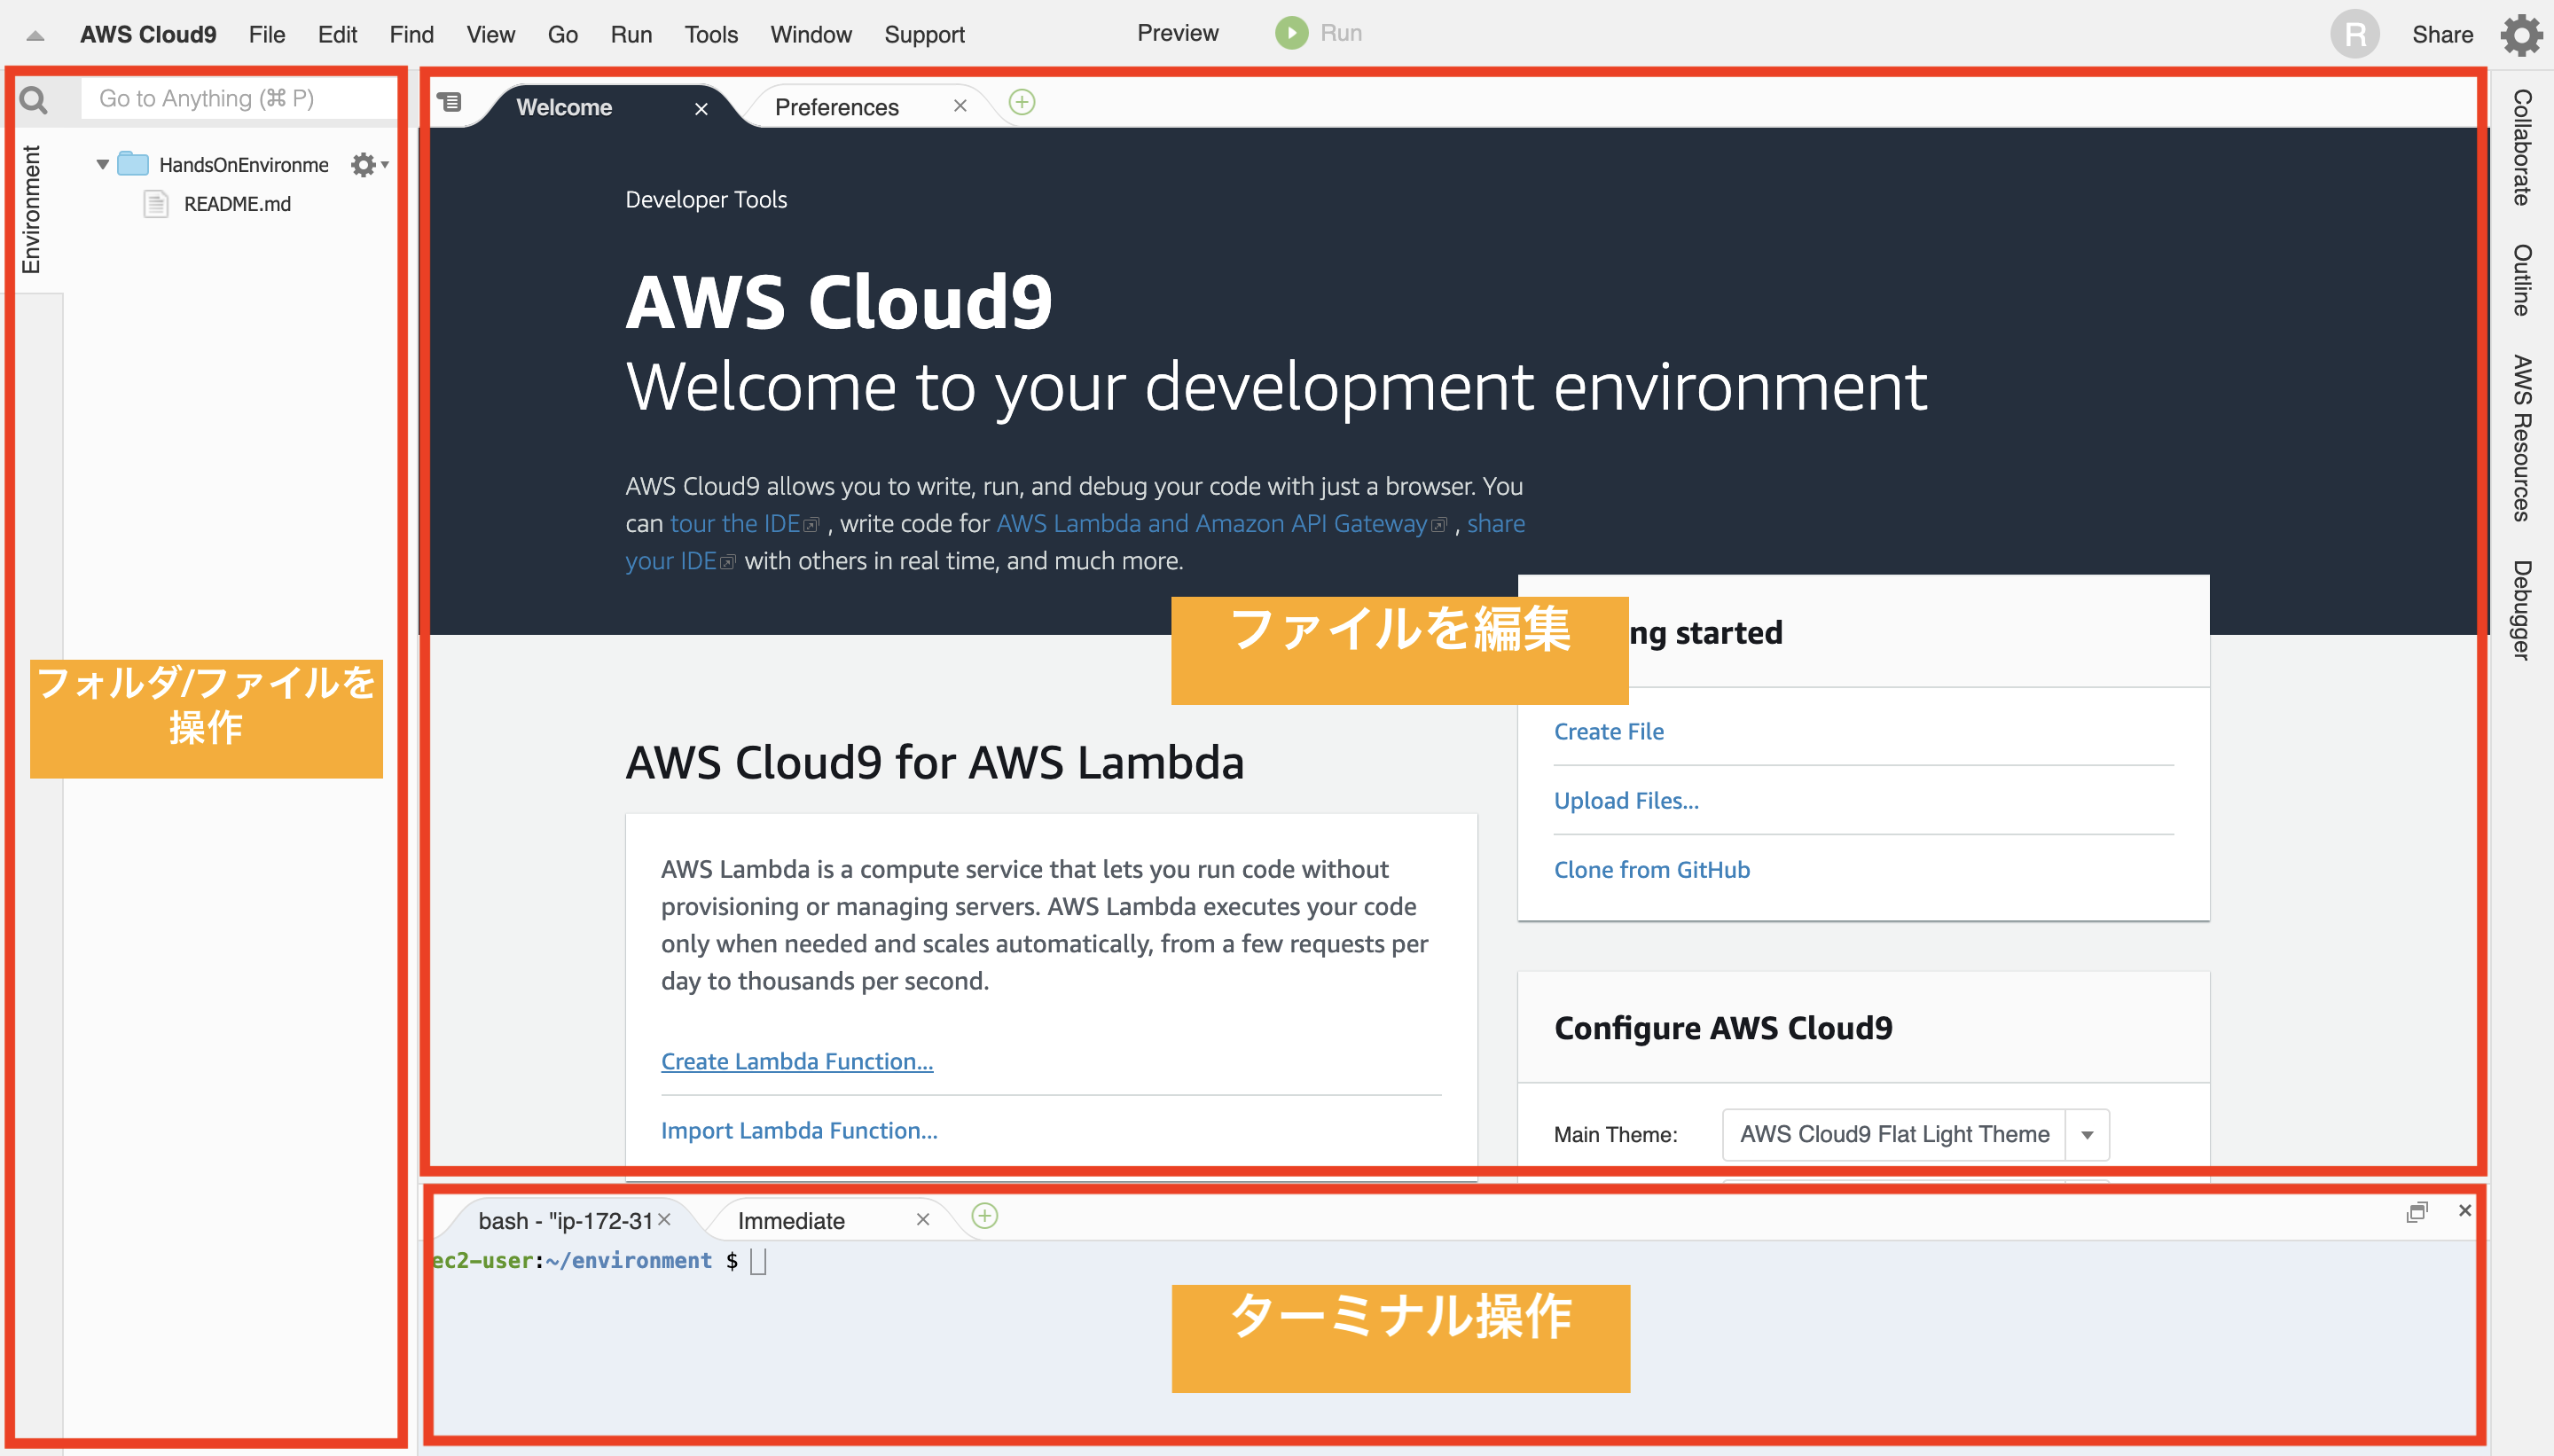 AWS Cloud9 File Edit Find View Go Run Tools Window Support Preview Run R Share
Go to Anything (⌘ P)
Environment
HandsOnEnvironme
README.md
フォルダ/ファイルを
操作
Welcome
Preferences
Developer Tools
AWS Cloud9
Welcome to your development environment
AWS Cloud9 allows you to write, run, and debug your code with just a browser. You
can tour the IDE , write code for AWS Lambda and Amazon API Gateway , share
your IDE with others in real time, and much more.
ファイルを編集
ng started
Create File
Upload Files...
Clone from GitHub
AWS Cloud9 for AWS Lambda
AWS Lambda is a compute service that lets you run code without
provisioning or managing servers. AWS Lambda executes your code
only when needed and scales automatically, from a few requests per
day to thousands per second.
Create Lambda Function...
Import Lambda Function...
Configure AWS Cloud9
Main Theme: AWS Cloud9 Flat Light Theme
bash - "ip-172-31
Immediate
ec2-user:~/environment $
ターミナル操作
Collaborate
Outline
AWS Resources
Debugger